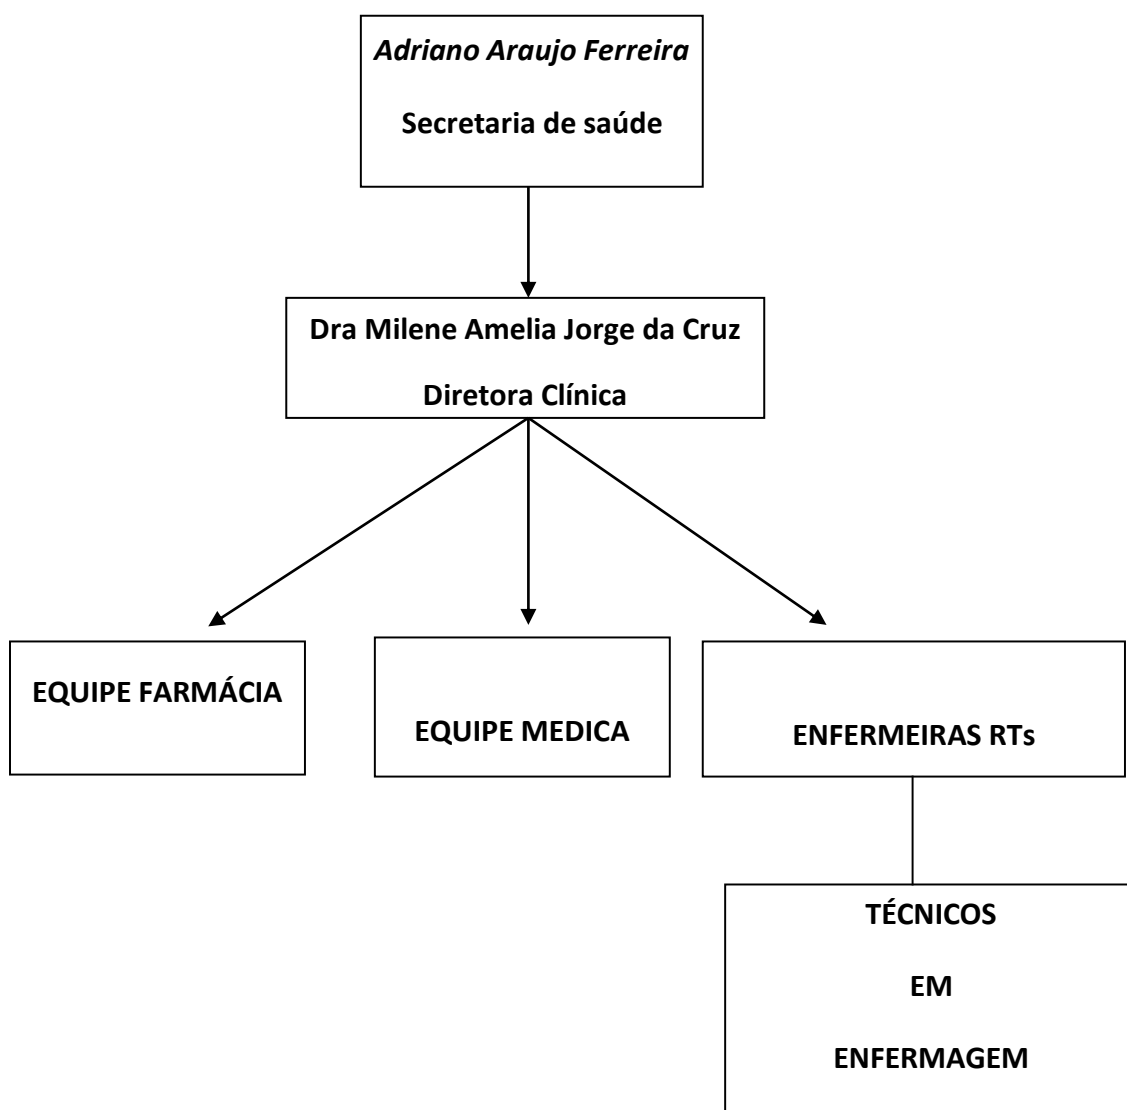 Adriano Araujo Ferreira
Secretaria de saúde
Dra Milene Amelia Jorge da Cruz
Diretora Clínica
EQUIPE FARMÁCIA
EQUIPE MEDICA
ENFERMEIRAS RTs
TÉCNICOS
EM
ENFERMAGEM